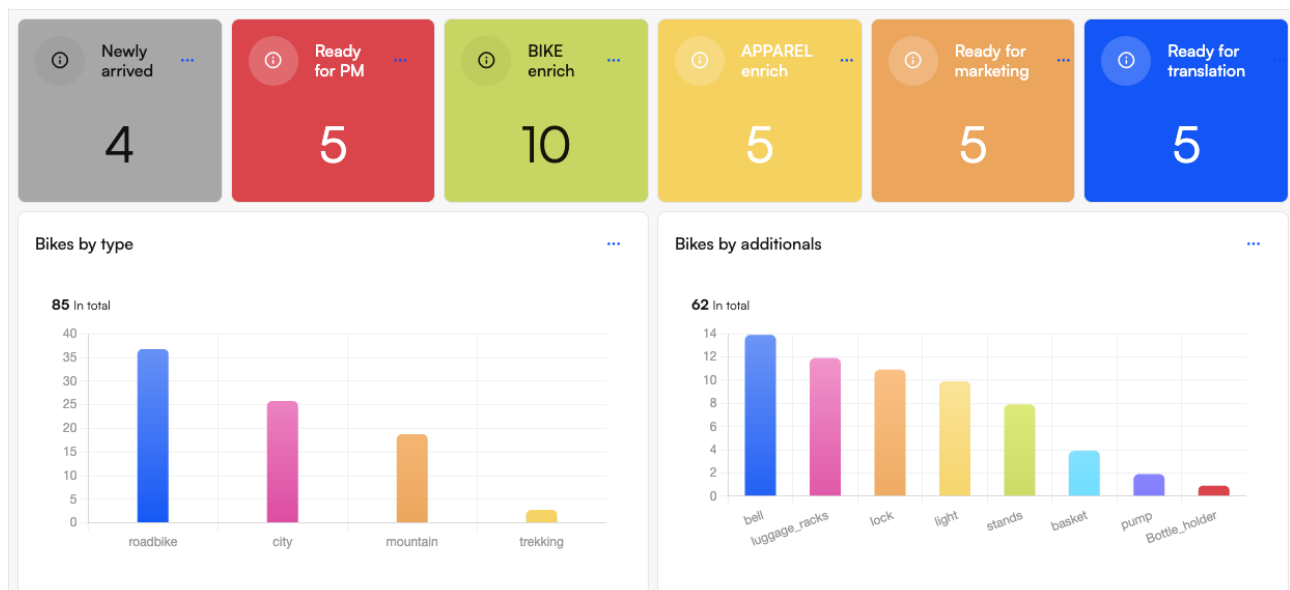 Newly
arrived
4
Ready
for PM
5
BIKE
enrich
10
APPAREL
enrich
5
Ready for
marketing
5
Ready for
translation
5
Bikes by type
85 In total
40
35
30
25
20
15
10
5
0
roadbike city mountain trekking
Bikes by additionals
62 In total
14
12
10
8
6
4
2
0
bell luggage_racks lock light stands basket pump Bottle_holder